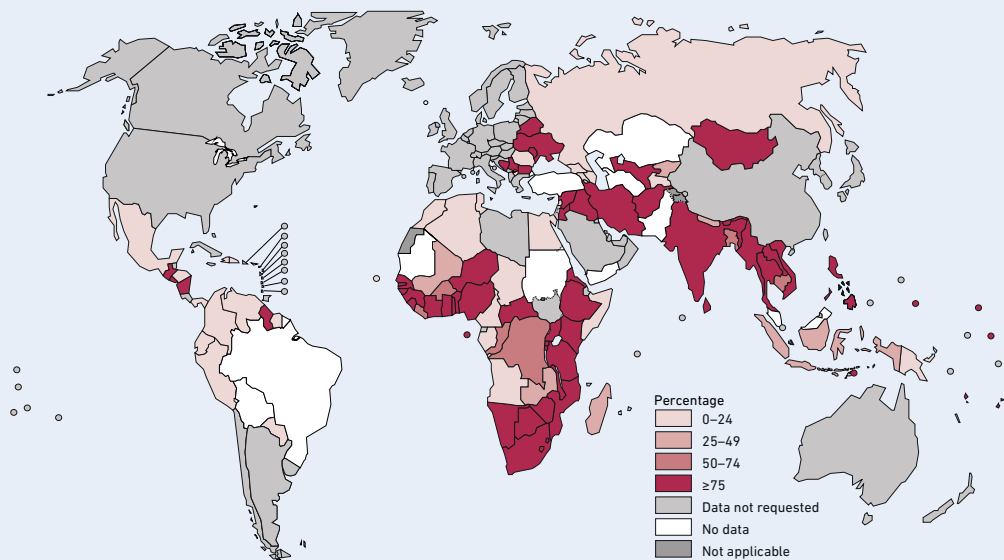 Percentage
0–24
25–49
50–74
≥75
Data not requested
No data
Not applicable